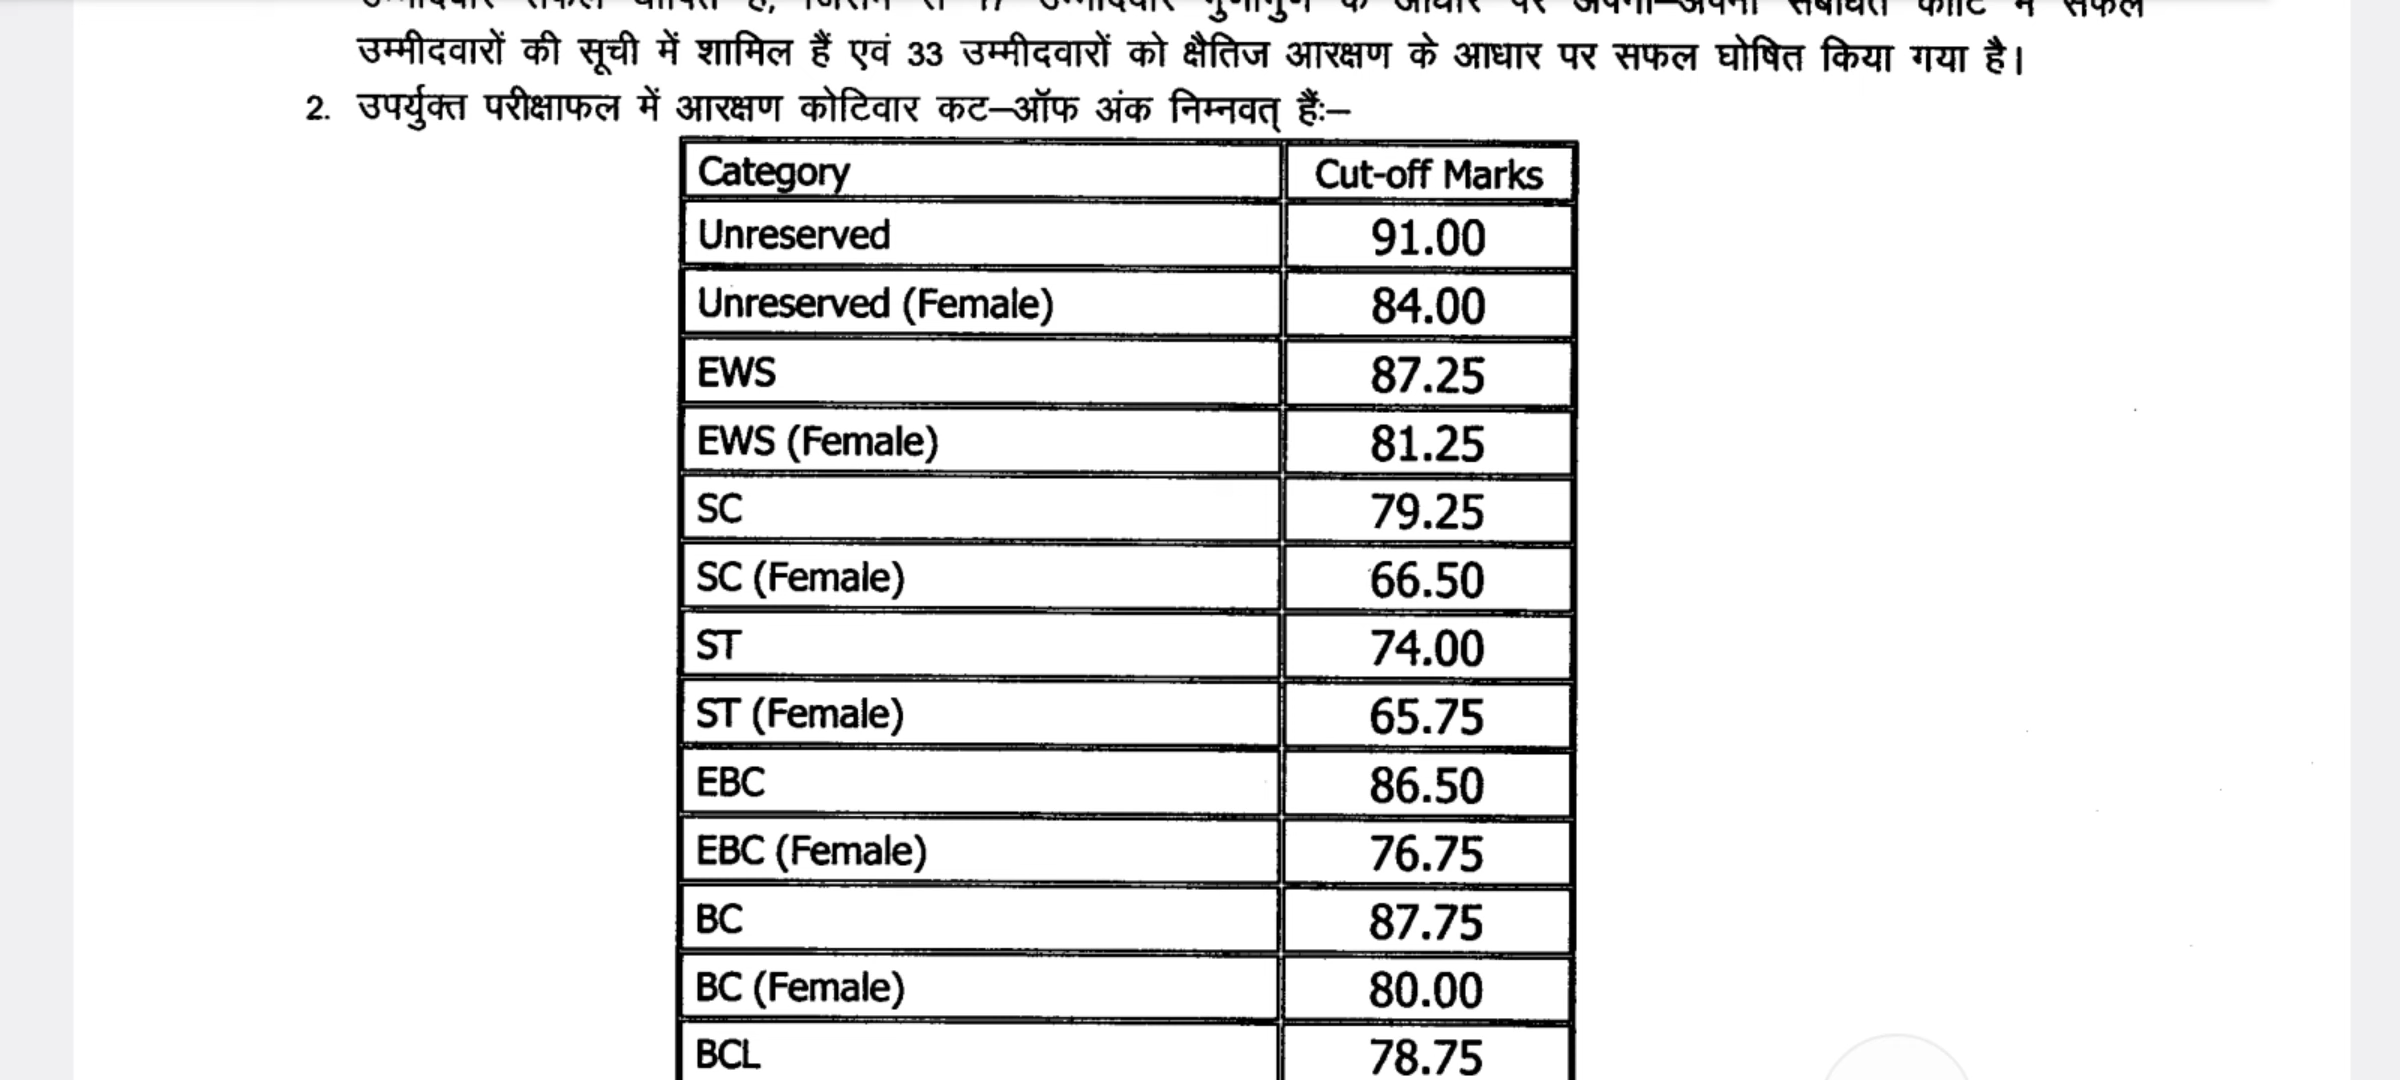 उम्मीदवारों की सूची में शामिल हैं एवं 33 उम्मीदवारों को क्षैतिज आरक्षण के आधार पर सफल घोषित किया गया है।
2. उपर्युक्त परीक्षाफल में आरक्षण कोटिवार कट–ऑफ अंक निम्नवत् हैं:–
Category Cut-off Marks
Unreserved 91.00
Unreserved (Female) 84.00
EWS 87.25
EWS (Female) 81.25
SC 79.25
SC (Female) 66.50
ST 74.00
ST (Female) 65.75
EBC 86.50
EBC (Female) 76.75
BC 87.75
BC (Female) 80.00
BCL 78.75